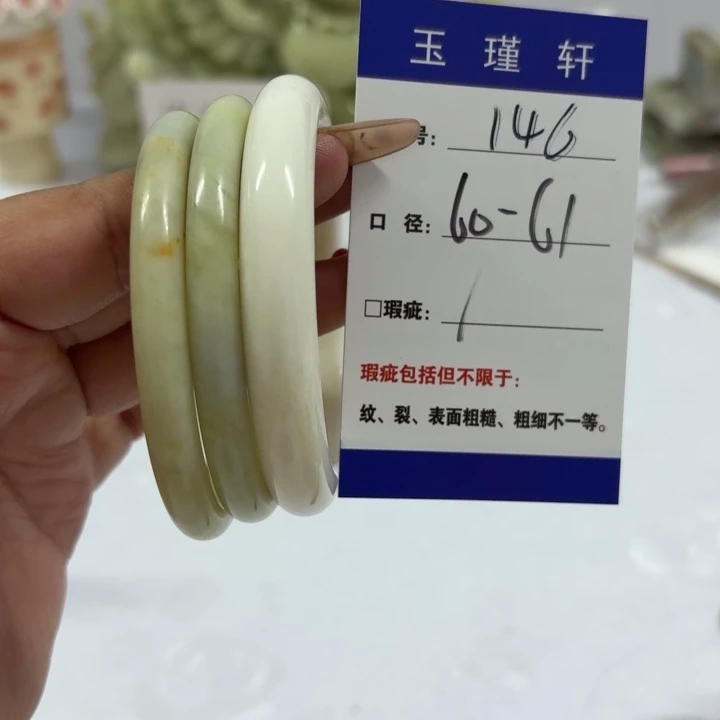 玉瑾轩
号: 146
口径: 60-61
□瑕疵: /
瑕疵包括但不限于:
纹、裂、表面粗糙、粗细不一等。